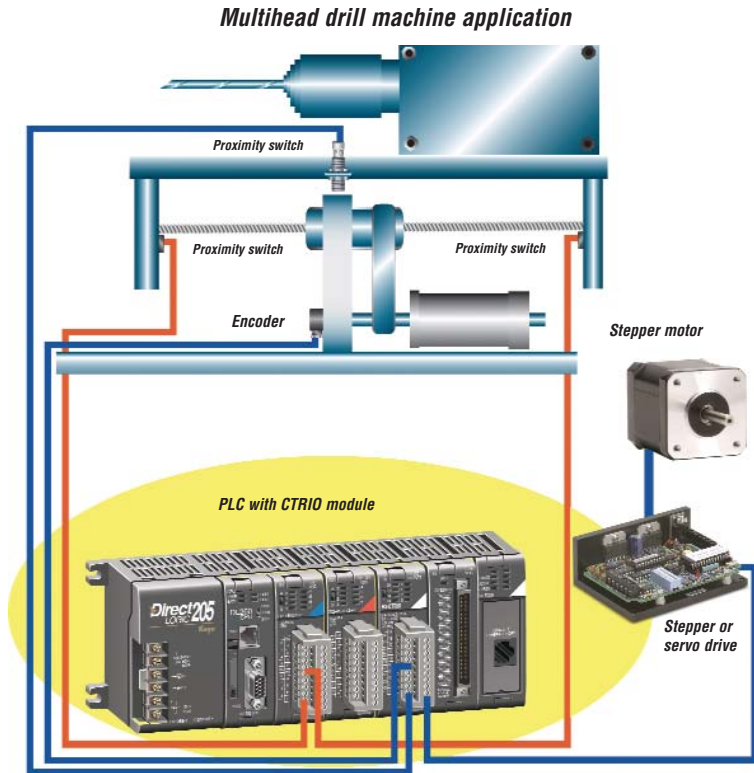 Multihead drill machine application
Proximity switch
Proximity switch
Proximity switch
Encoder
Stepper motor
PLC with CTRIO module
Direct
LOGIC 205
Stepper or
servo drive